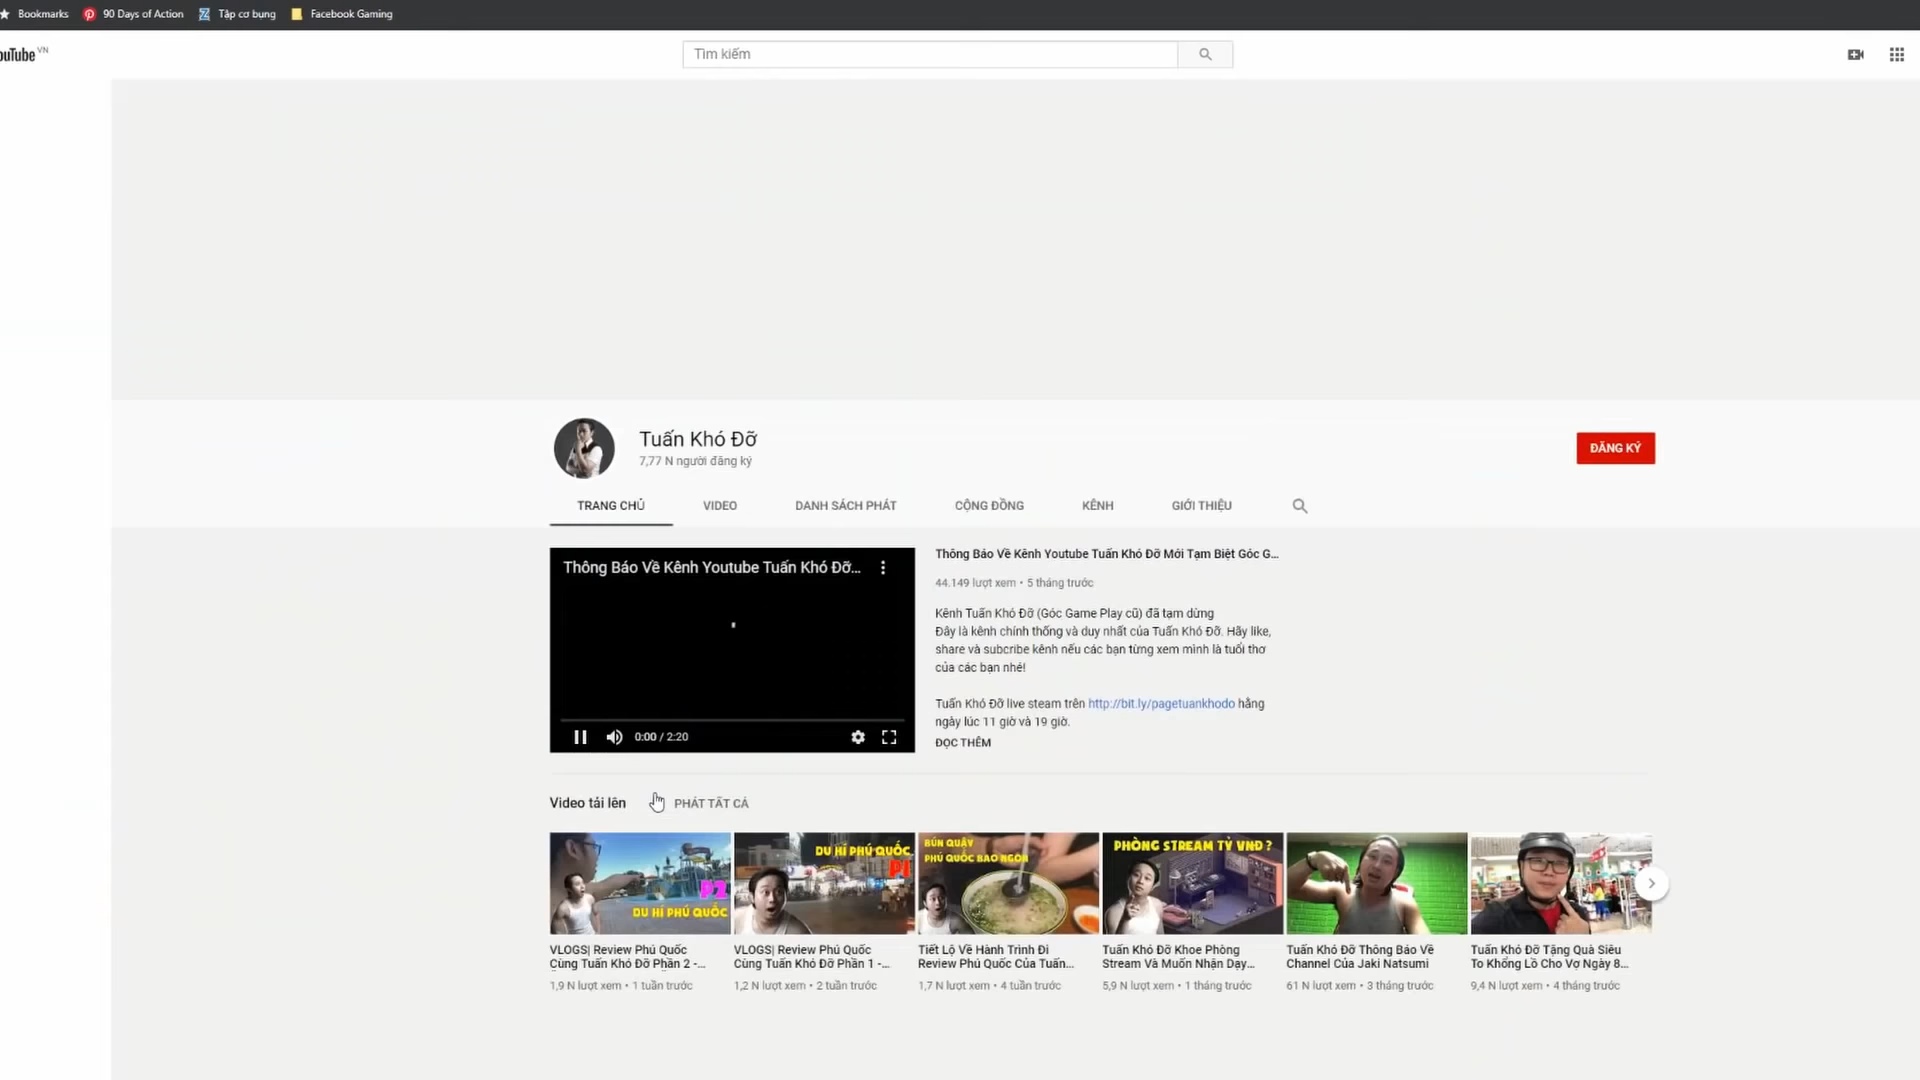 Bookmarks
90 Days of Action
Tập cơ bụng
Facebook Gaming
ouTube VN
Tìm kiếm
Tuấn Khó Đỡ
7,77 N người đăng ký
ĐĂNG KÝ
TRANG CHỦ
VIDEO
DANH SÁCH PHÁT
CỘNG ĐỒNG
KÊNH
GIỚI THIỆU
Thông Báo Về Kênh Youtube Tuấn Khó Đỡ...
0:00 / 2:20
Thông Báo Về Kênh Youtube Tuấn Khó Đỡ Mới Tạm Biệt Góc G...
44.149 lượt xem • 5 tháng trước
Kênh Tuấn Khó Đỡ (Góc Game Play cũ) đã tạm dừng
Đây là kênh chính thống và duy nhất của Tuấn Khó Đỡ. Hãy like,
share và subcribe kênh nếu các bạn từng xem mình là tuổi thơ
của các bạn nhé!
Tuấn Khó Đỡ live steam trên http://bit.ly/pagetuankhodo hằng
ngày lúc 11 giờ và 19 giờ.
ĐỌC THÊM
Video tải lên
PHÁT TẤT CẢ
P2
DU HÍ PHÚ QUỐC
DU HÍ PHÚ QUỐC
P1
BÚN QUẬY
PHÚ QUỐC BAO NGON
PHÒNG STREAM TỶ VNĐ ?
VLOGS| Review Phú Quốc
Cùng Tuấn Khó Đỡ Phần 2 -...
1,9 N lượt xem • 1 tuần trước
VLOGS| Review Phú Quốc
Cùng Tuấn Khó Đỡ Phần 1 -...
1,2 N lượt xem • 2 tuần trước
Tiết Lộ Về Hành Trình Đi
Review Phú Quốc Của Tuấn...
1,7 N lượt xem • 4 tuần trước
Tuấn Khó Đỡ Khoe Phòng
Stream Và Muốn Nhận Dạy...
5,9 N lượt xem • 1 tháng trước
Tuấn Khó Đỡ Thông Báo Về
Channel Của Jaki Natsumi
61 N lượt xem • 3 tháng trước
Tuấn Khó Đỡ Tặng Quà Siêu
To Khổng Lồ Cho Vợ Ngày 8...
9,4 N lượt xem • 4 tháng trước